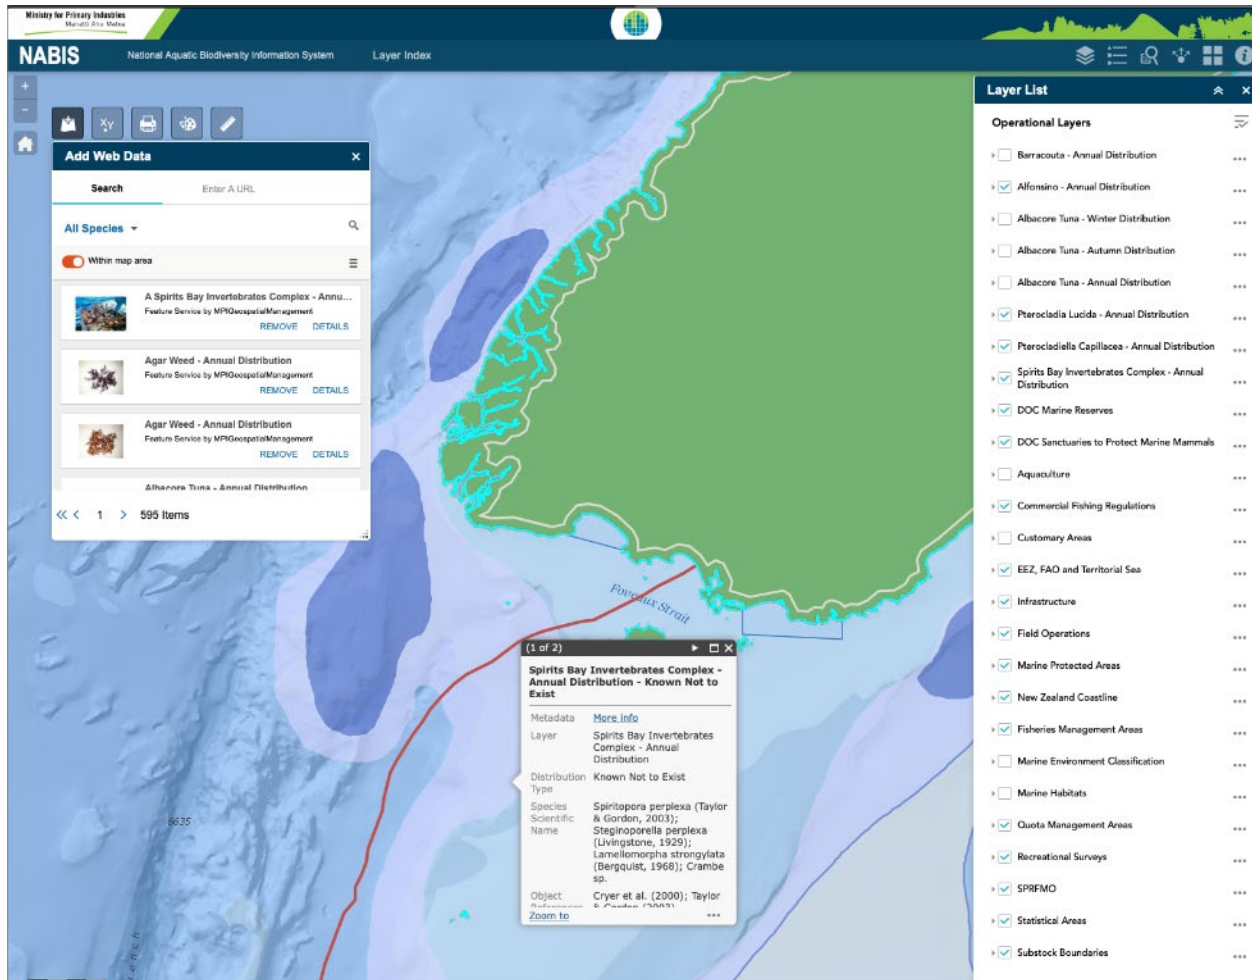 Ministry for Primary Industries
Manatū Ahu Matua
NABIS
National Aquatic Biodiversity Information System
Layer Index
+
-
Add Web Data
×
Search
Enter A URL
All Species
Within map area
A Spirits Bay Invertebrates Complex - Annu...
Feature Service by MPIGeospatialManagement
REMOVE DETAILS
Agar Weed - Annual Distribution
Feature Service by MPIGeospatialManagement
REMOVE DETAILS
Agar Weed - Annual Distribution
Feature Service by MPIGeospatialManagement
REMOVE DETAILS
Albacore Tuna - Annual Distribution
1
595 Items
Foveaux Strait
6635
(1 of 2)
Spirits Bay Invertebrates Complex -
Annual Distribution - Known Not to
Exist
Metadata More info
Layer Spirits Bay Invertebrates
Complex - Annual
Distribution
Distribution Known Not to Exist
Type
Species Spiritopora perplexa (Taylor
Scientific & Gordon, 2003);
Name Steginoporella perplexa
(Livingstone, 1929);
Lamellomorpha strongylata
(Bergquist, 1968); Crambe
sp.
Object Cryer et al. (2000); Taylor
References & Gordon (2003)
Zoom to
Layer List
Operational Layers
Barracouta - Annual Distribution
Alfonsino - Annual Distribution
Albacore Tuna - Winter Distribution
Albacore Tuna - Autumn Distribution
Albacore Tuna - Annual Distribution
Pterocladia Lucida - Annual Distribution
Pterocladiella Capillacea - Annual Distribution
Spirits Bay Invertebrates Complex - Annual
Distribution
DOC Marine Reserves
DOC Sanctuaries to Protect Marine Mammals
Aquaculture
Commercial Fishing Regulations
Customary Areas
EEZ, FAO and Territorial Sea
Infrastructure
Field Operations
Marine Protected Areas
New Zealand Coastline
Fisheries Management Areas
Marine Environment Classification
Marine Habitats
Quota Management Areas
Recreational Surveys
SPRFMO
Statistical Areas
Substock Boundaries